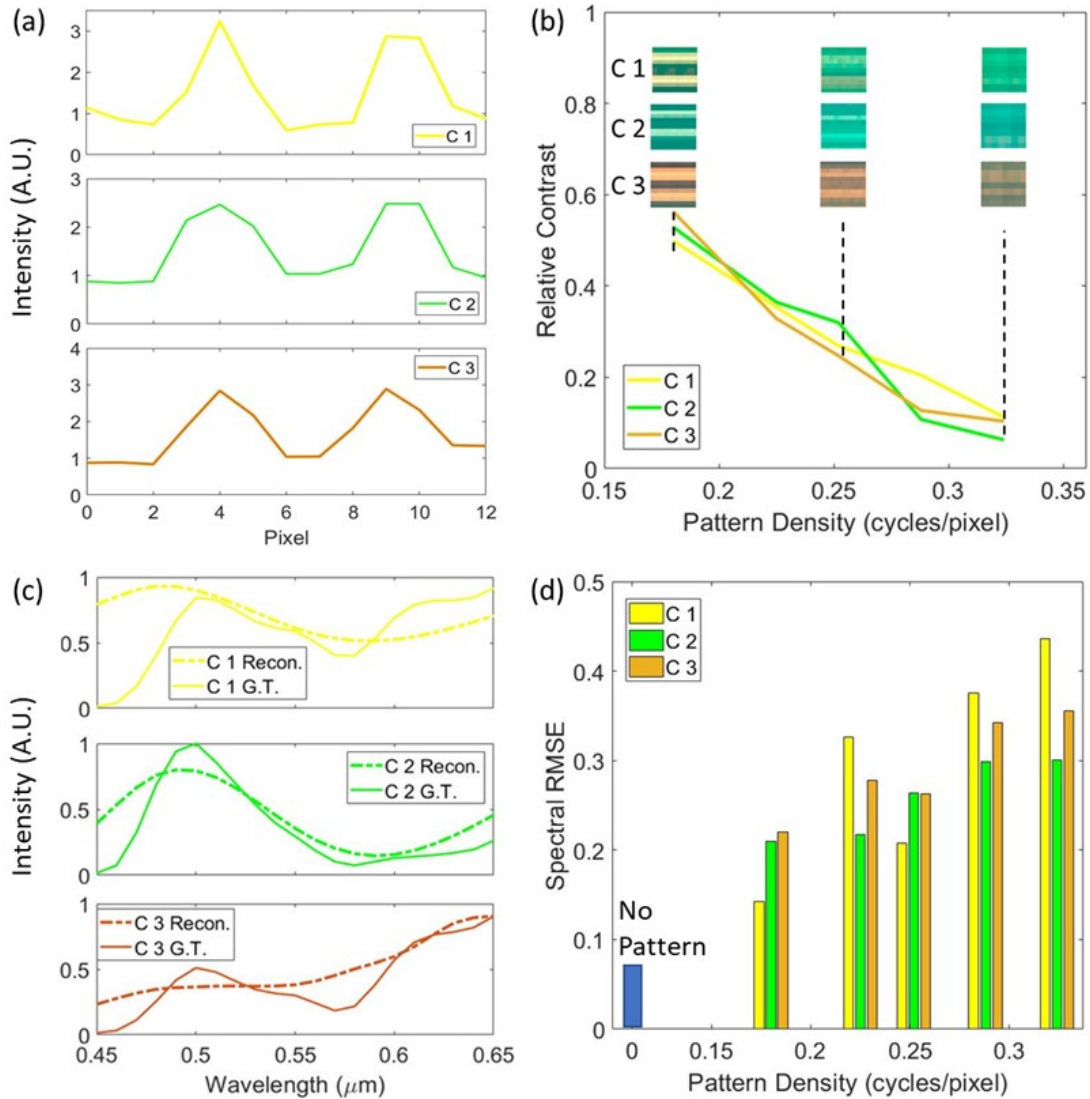 (a)
3
2
1
0
C 1
3
2
1
0
C 2
4
3
2
1
0
C 3
0 2 4 6 8 10 12
Pixel
Intensity (A.U.)
(b)
1
0.8
0.6
0.4
0.2
0
C 1
C 2
C 3
C 1
C 2
C 3
0.15 0.2 0.25 0.3 0.35
Pattern Density (cycles/pixel)
Relative Contrast
(c)
1
0.5
0
C 1 Recon.
C 1 G.T.
1
0.5
0
C 2 Recon.
C 2 G.T.
1
0.5
0
C 3 Recon.
C 3 G.T.
0.45 0.5 0.55 0.6 0.65
Wavelength (μm)
Intensity (A.U.)
(d)
0.5
0.4
0.3
0.2
0.1
0
C 1
C 2
C 3
No
Pattern
0 0.15 0.2 0.25 0.3
Pattern Density (cycles/pixel)
Spectral RMSE